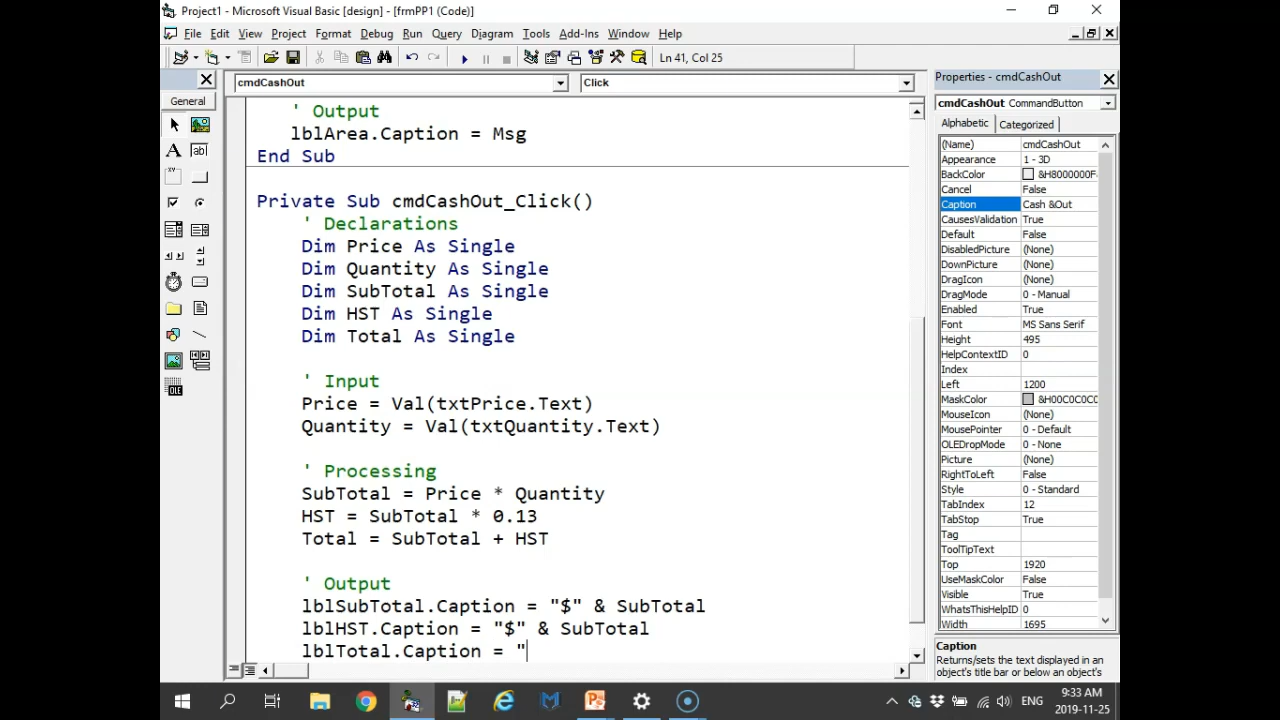 Project1 - Microsoft Visual Basic [design] - [frmPP1 (Code)]
File Edit View Project Format Debug Run Query Diagram Tools Add-Ins Window Help
Ln 41, Col 25
General
cmdCashOut Click
' Output
lblArea.Caption = Msg
End Sub
Private Sub cmdCashOut_Click()
' Declarations
Dim Price As Single
Dim Quantity As Single
Dim SubTotal As Single
Dim HST As Single
Dim Total As Single
' Input
Price = Val(txtPrice.Text)
Quantity = Val(txtQuantity.Text)
' Processing
SubTotal = Price * Quantity
HST = SubTotal * 0.13
Total = SubTotal + HST
' Output
lblSubTotal.Caption = "$" & SubTotal
lblHST.Caption = "$" & SubTotal
lblTotal.Caption = "
Properties - cmdCashOut
cmdCashOut CommandButton
Alphabetic Categorized
(Name) cmdCashOut
Appearance 1 - 3D
BackColor &H8000000F&
Cancel False
Caption Cash &Out
CausesValidation True
Default False
DisabledPicture (None)
DownPicture (None)
DragIcon (None)
DragMode 0 - Manual
Enabled True
Font MS Sans Serif
Height 495
HelpContextID 0
Index
Left 1200
MaskColor &H00C0C0C0
MouseIcon (None)
MousePointer 0 - Default
OLEDropMode 0 - None
Picture (None)
RightToLeft False
Style 0 - Standard
TabIndex 12
TabStop True
Tag
ToolTipText
Top 1920
UseMaskColor False
Visible True
WhatsThisHelpID 0
Width 1695
Caption
Returns/sets the text displayed in an
object's title bar or below an object's
ENG
9:33 AM
2019-11-25